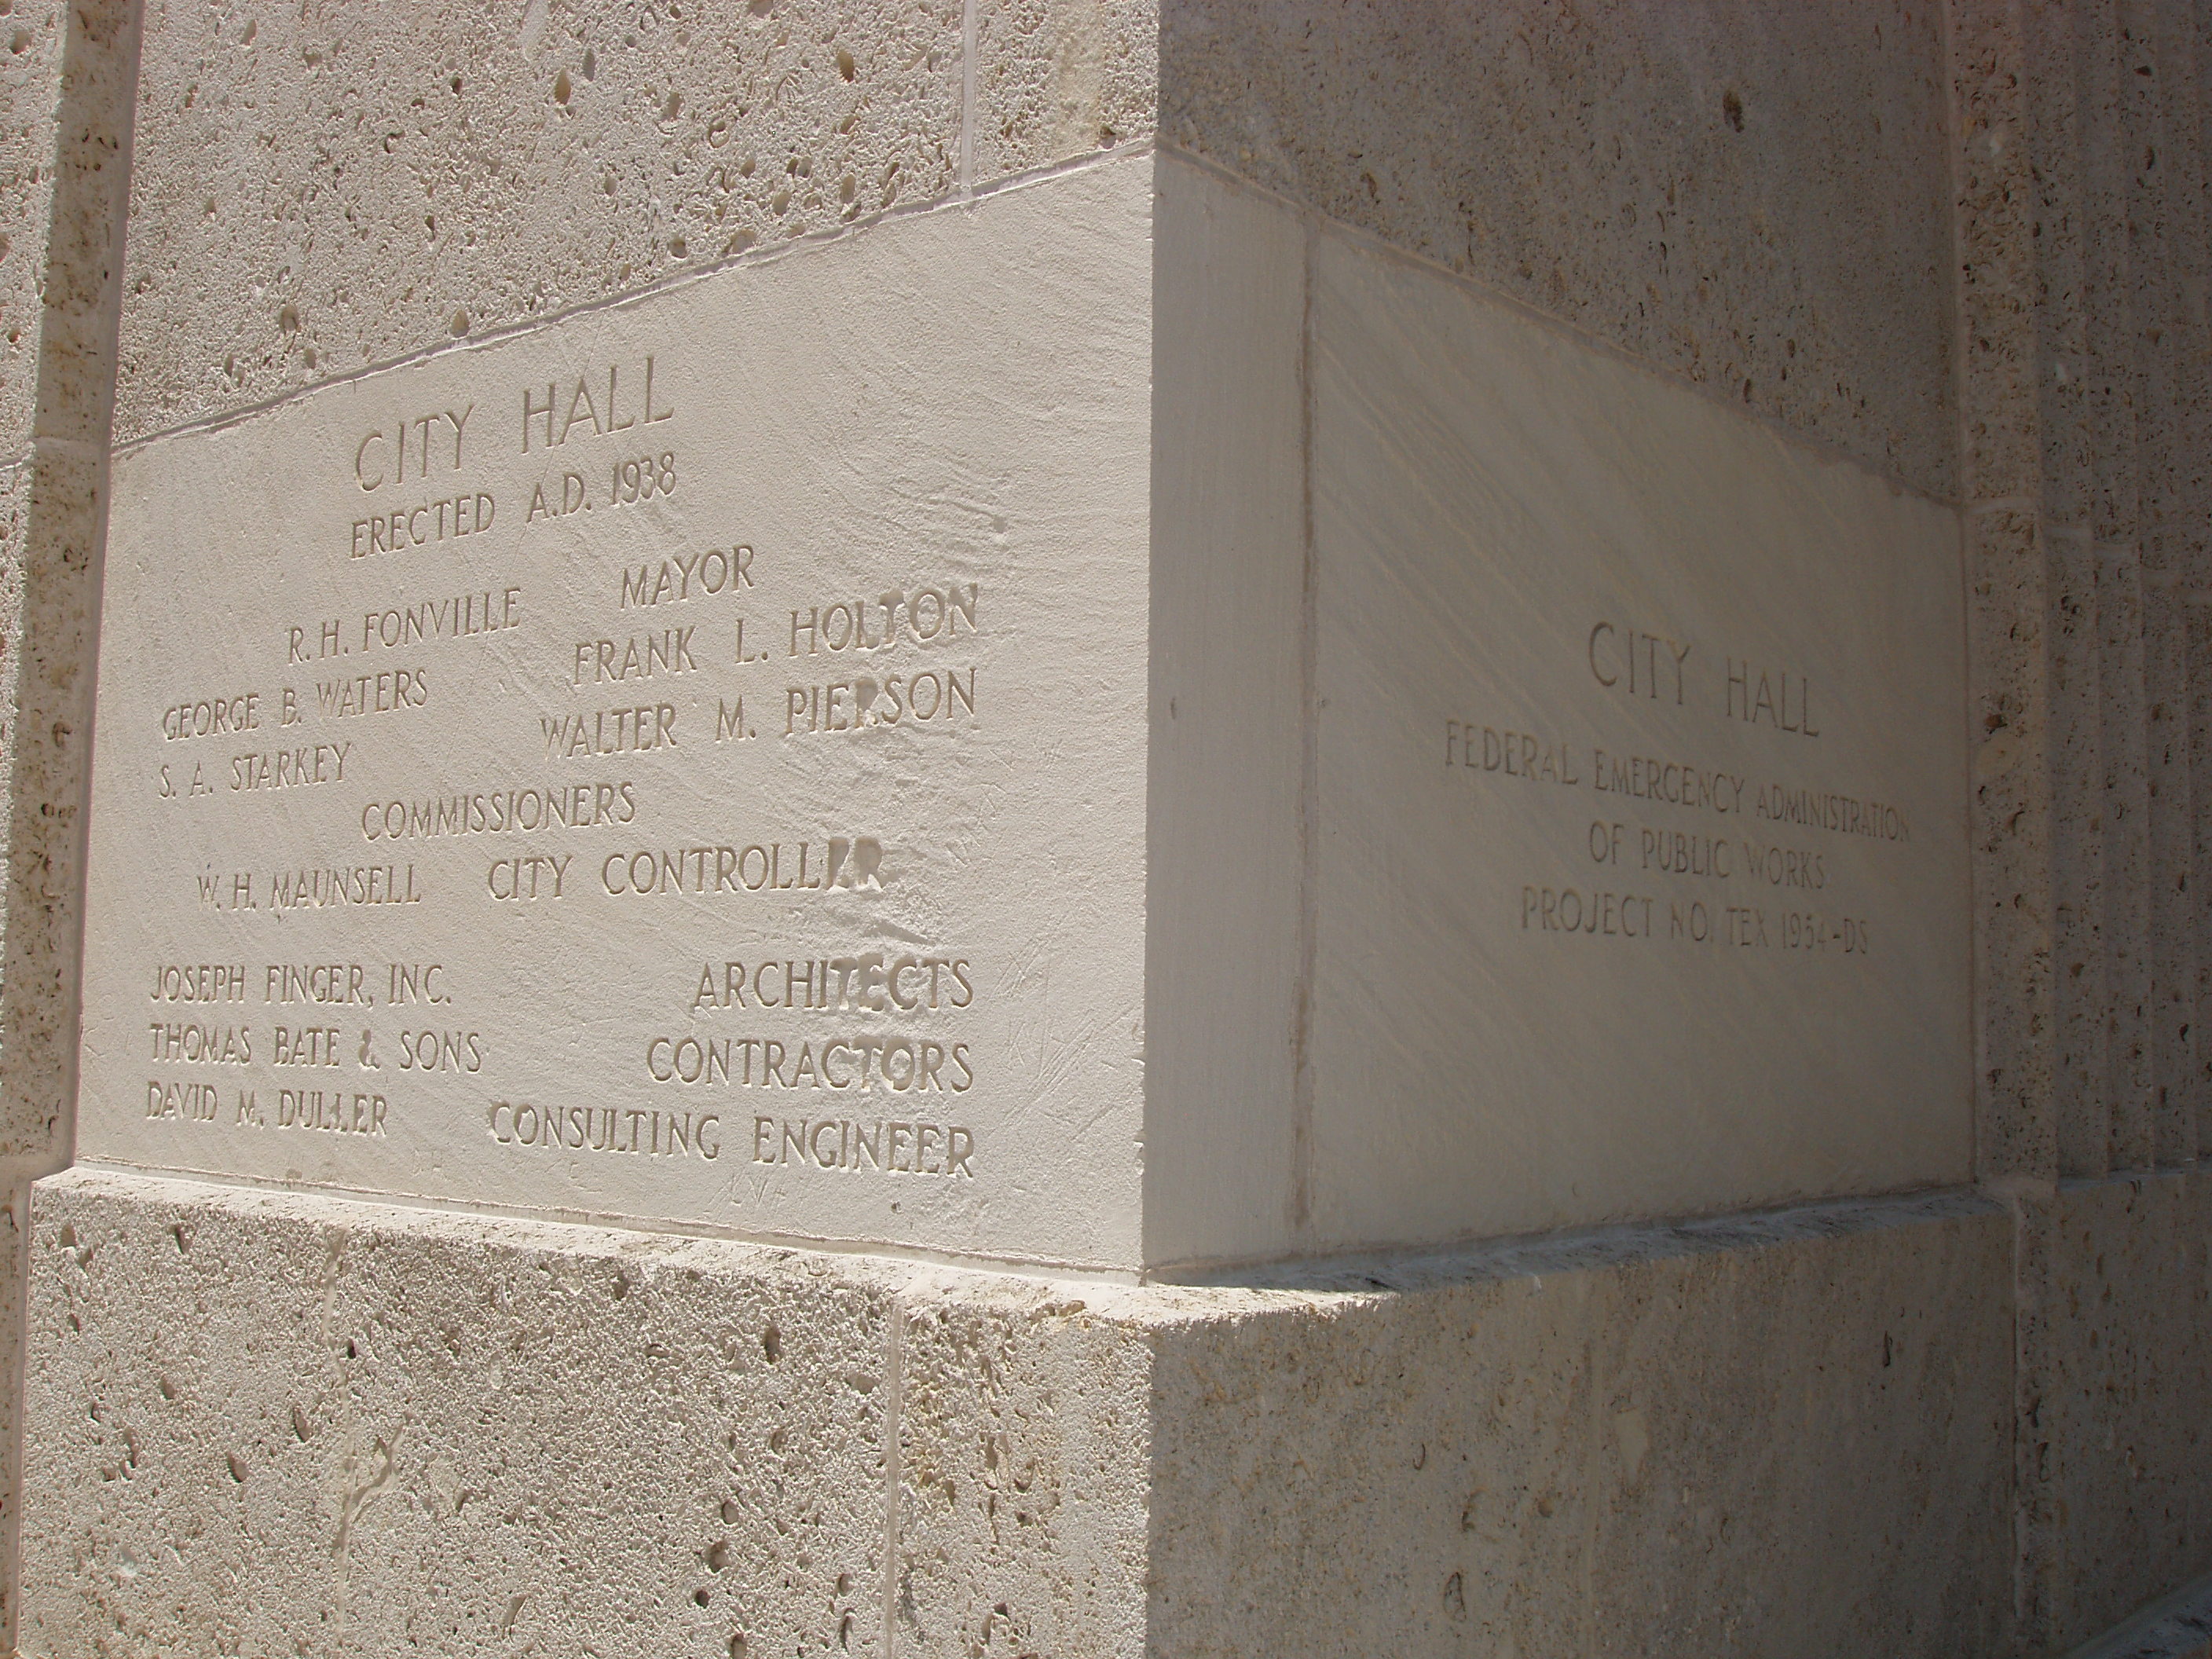 CITY HALL
ERECTED A.D. 1938
R. H. FONVILLE MAYOR
GEORGE B. WATERS FRANK L. HOLTON
S. A. STARKEY WALTER M. PIERSON
COMMISSIONERS
W. H. MAUNSELL CITY CONTROLLER
JOSEPH FINGER, INC. ARCHITECTS
THOMAS BATE & SONS CONTRACTORS
DAVID M. DULLER CONSULTING ENGINEER
CITY HALL
FEDERAL EMERGENCY ADMINISTRATION
OF PUBLIC WORKS
PROJECT NO. TEX 1954-DS